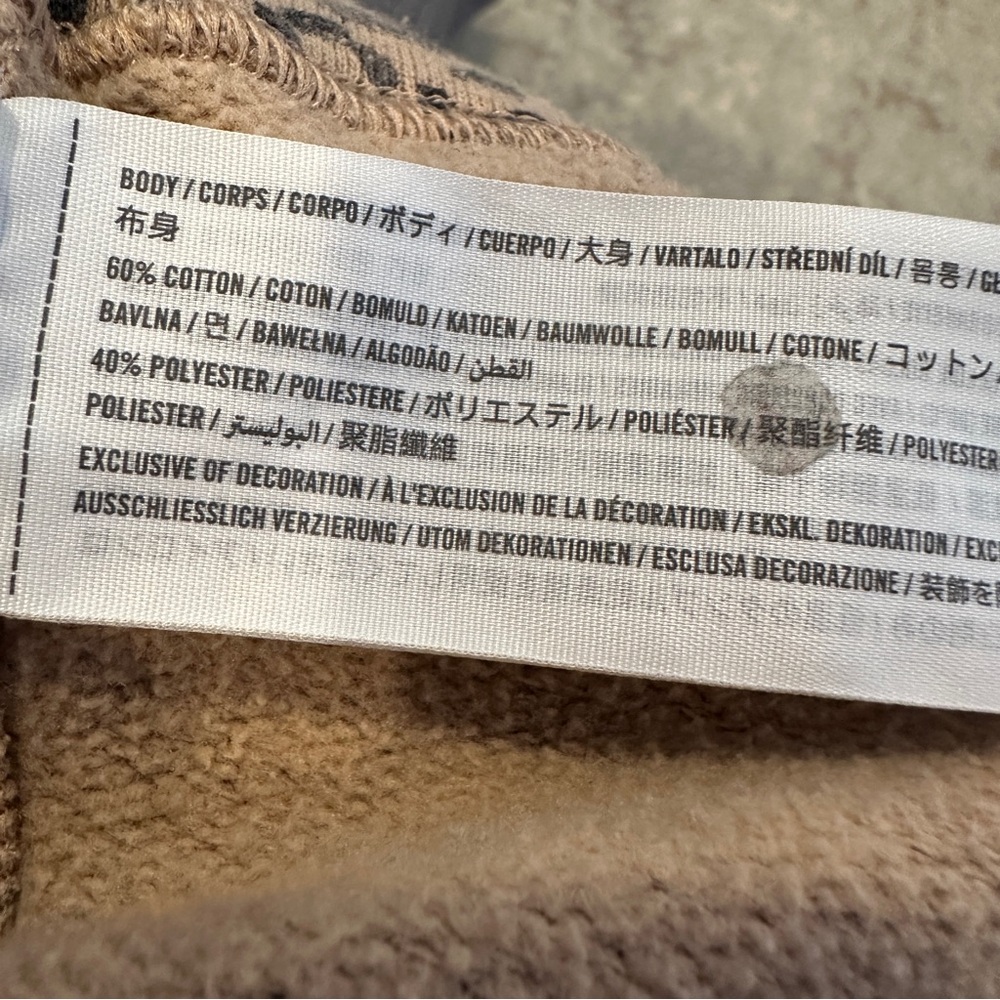 BODY / CORPS / CORPO / ボディ / CUERPO / 大身 / VARTALO / STŘEDNÍ DÍL / 몸통 /
布身
60% COTTON / COTON / BOMULD / KATOEN / BAUMWOLLE / BOMULL / COTONE / コットン
BAVLNA / 면 / BAWEŁNA / ALGODÃO / القطن
40% POLYESTER / POLIESTERE / ポリエステル / POLIÉSTER / 聚酯纤维 / POLYESTER
POLIESTER / البوليستر / 聚脂纖維
EXCLUSIVE OF DECORATION / À L'EXCLUSION DE LA DÉCORATION / EKSKL. DEKORATION /
AUSSCHLIESSLICH VERZIERUNG / UTOM DEKORATIONEN / ESCLUSA DECORAZIONE / 装飾を